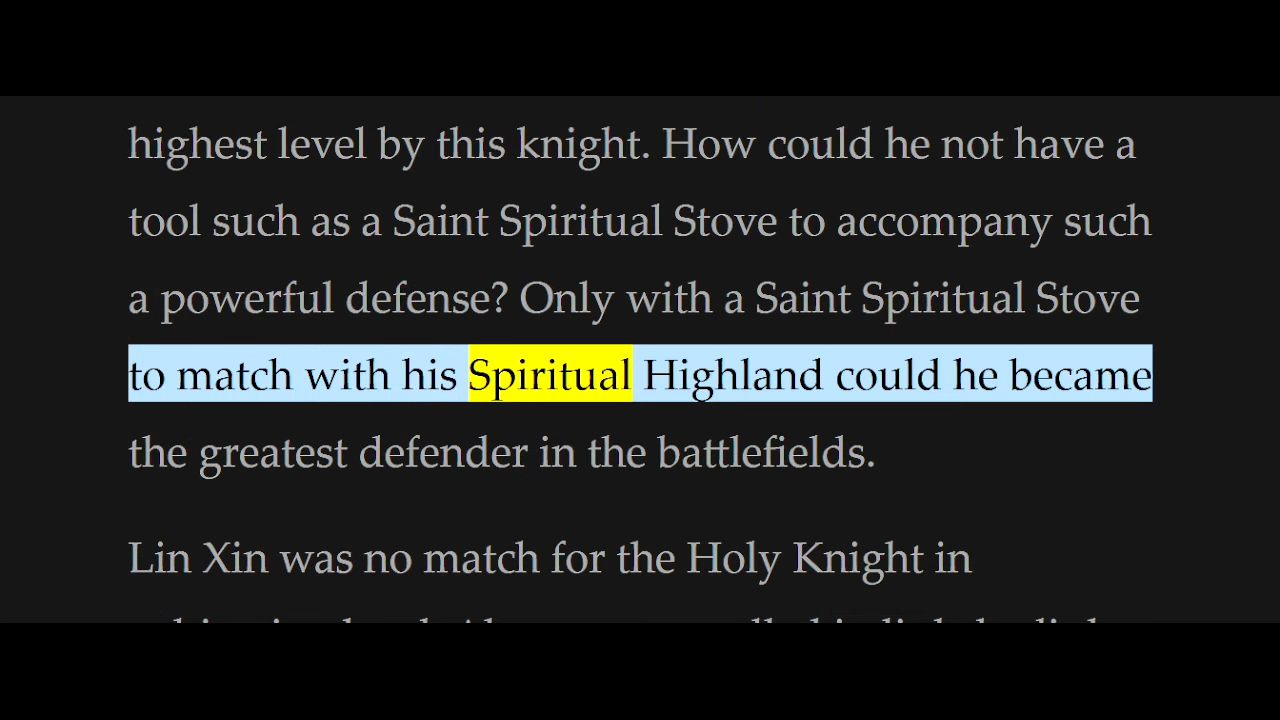 highest level by this knight. How could he not have a
tool such as a Saint Spiritual Stove to accompany such
a powerful defense? Only with a Saint Spiritual Stove
to match with his Spiritual Highland could he became
the greatest defender in the battlefields.
Lin Xin was no match for the Holy Knight in